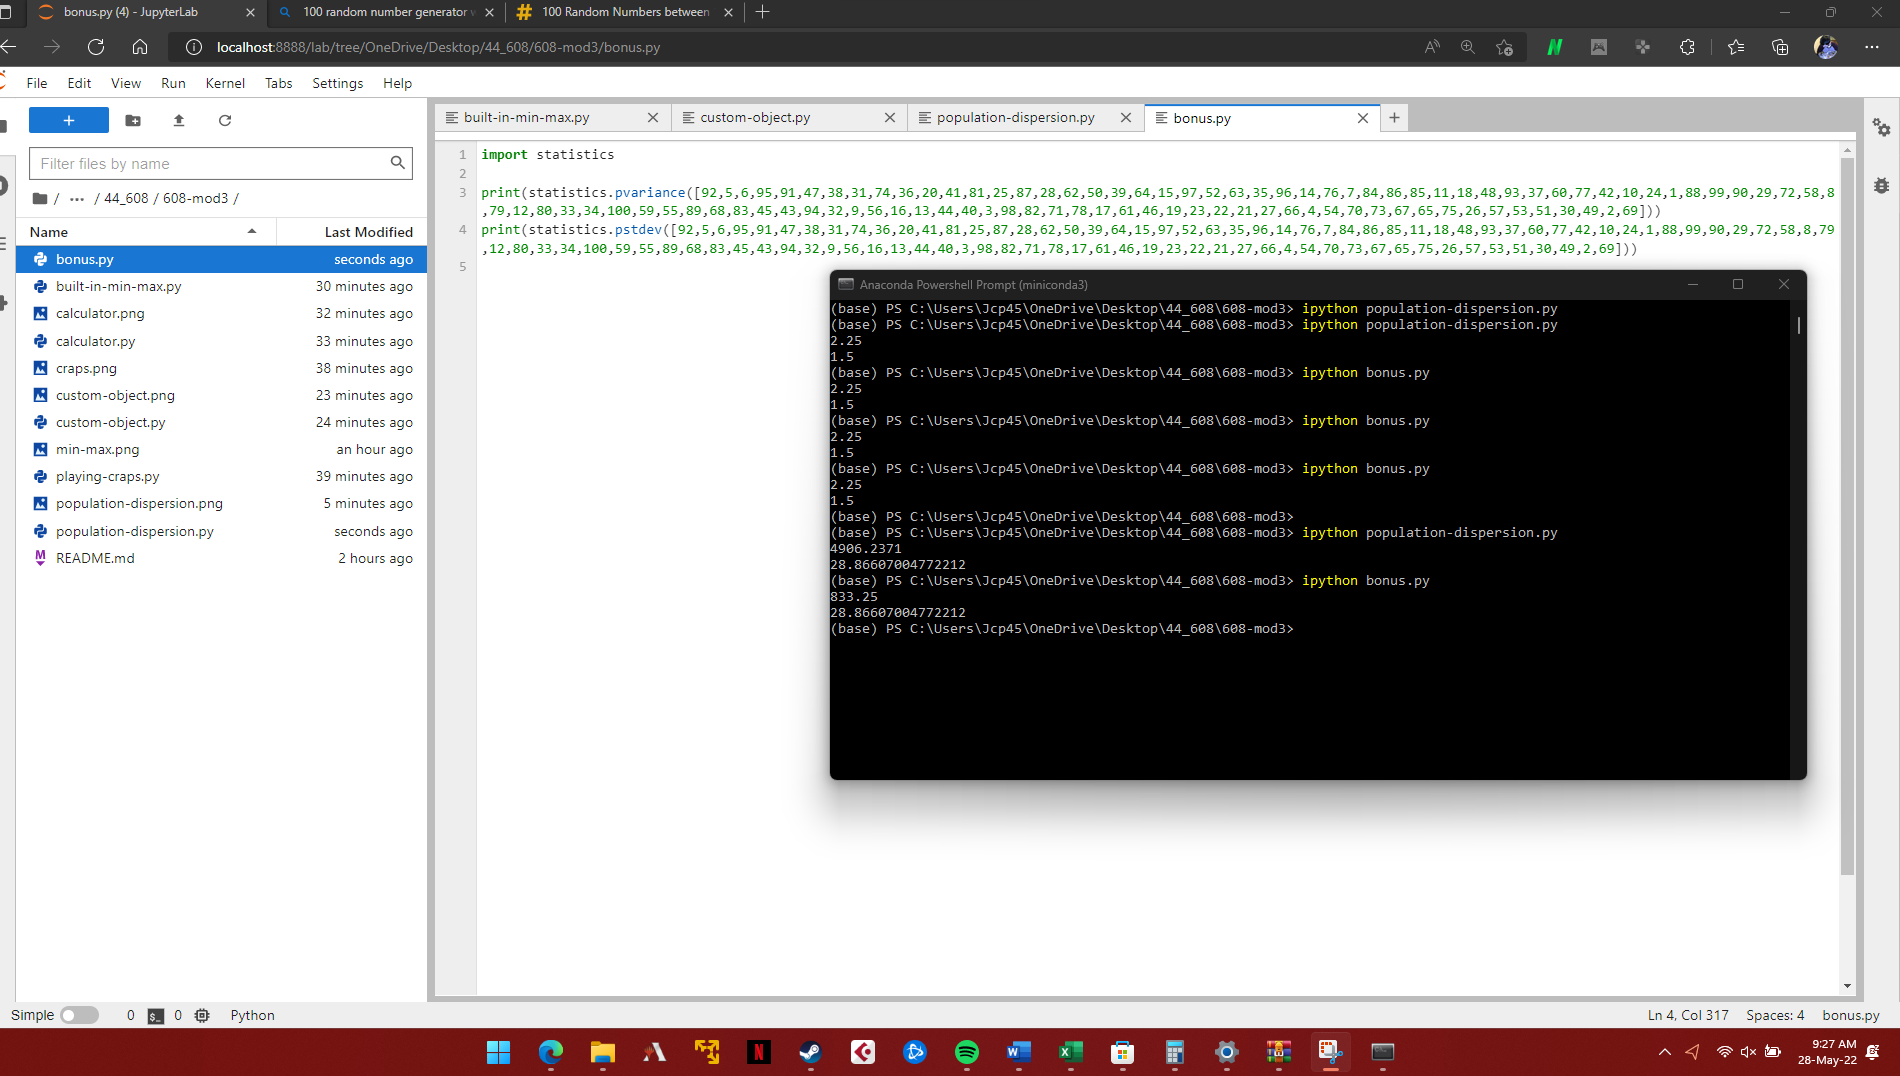 bonus.py (4) - JupyterLab
100 random number generator
100 Random Numbers between
localhost:8888/lab/tree/OneDrive/Desktop/44_608/608-mod3/bonus.py
File Edit View Run Kernel Tabs Settings Help
built-in-min-max.py
custom-object.py
population-dispersion.py
bonus.py
Filter files by name
/ ··· / 44_608 / 608-mod3 /
Name Last Modified
bonus.py seconds ago
built-in-min-max.py 30 minutes ago
calculator.png 32 minutes ago
calculator.py 33 minutes ago
craps.png 38 minutes ago
custom-object.png 23 minutes ago
custom-object.py 24 minutes ago
min-max.png an hour ago
playing-craps.py 39 minutes ago
population-dispersion.png 5 minutes ago
population-dispersion.py seconds ago
README.md 2 hours ago
1 import statistics
2
3 print(statistics.pvariance([92,5,6,95,91,47,38,31,74,36,20,41,81,25,87,28,62,50,39,64,15,97,52,63,35,96,14,76,7,84,86,85,11,18,48,93,37,60,77,42,10,24,1,88,99,90,29,72,58,8
,79,12,80,33,34,100,59,55,89,68,83,45,43,94,32,9,56,16,13,44,40,3,98,82,71,78,17,61,46,19,23,22,21,27,66,4,54,70,73,67,65,75,26,57,53,51,30,49,2,69]))
4 print(statistics.pstdev([92,5,6,95,91,47,38,31,74,36,20,41,81,25,87,28,62,50,39,64,15,97,52,63,35,96,14,76,7,84,86,85,11,18,48,93,37,60,77,42,10,24,1,88,99,90,29,72,58,8,79
,12,80,33,34,100,59,55,89,68,83,45,43,94,32,9,56,16,13,44,40,3,98,82,71,78,17,61,46,19,23,22,21,27,66,4,54,70,73,67,65,75,26,57,53,51,30,49,2,69]))
5
Anaconda Powershell Prompt (miniconda3)
(base) PS C:\Users\Jcp45\OneDrive\Desktop\44_608\608-mod3> ipython population-dispersion.py
(base) PS C:\Users\Jcp45\OneDrive\Desktop\44_608\608-mod3> ipython population-dispersion.py
2.25
1.5
(base) PS C:\Users\Jcp45\OneDrive\Desktop\44_608\608-mod3> ipython bonus.py
2.25
1.5
(base) PS C:\Users\Jcp45\OneDrive\Desktop\44_608\608-mod3> ipython bonus.py
2.25
1.5
(base) PS C:\Users\Jcp45\OneDrive\Desktop\44_608\608-mod3> ipython bonus.py
2.25
1.5
(base) PS C:\Users\Jcp45\OneDrive\Desktop\44_608\608-mod3>
(base) PS C:\Users\Jcp45\OneDrive\Desktop\44_608\608-mod3> ipython population-dispersion.py
4906.2371
28.86607004772212
(base) PS C:\Users\Jcp45\OneDrive\Desktop\44_608\608-mod3> ipython bonus.py
833.25
28.86607004772212
(base) PS C:\Users\Jcp45\OneDrive\Desktop\44_608\608-mod3>
Simple 0 0 Python
Ln 4, Col 317 Spaces: 4 bonus.py
9:27 AM
28-May-22